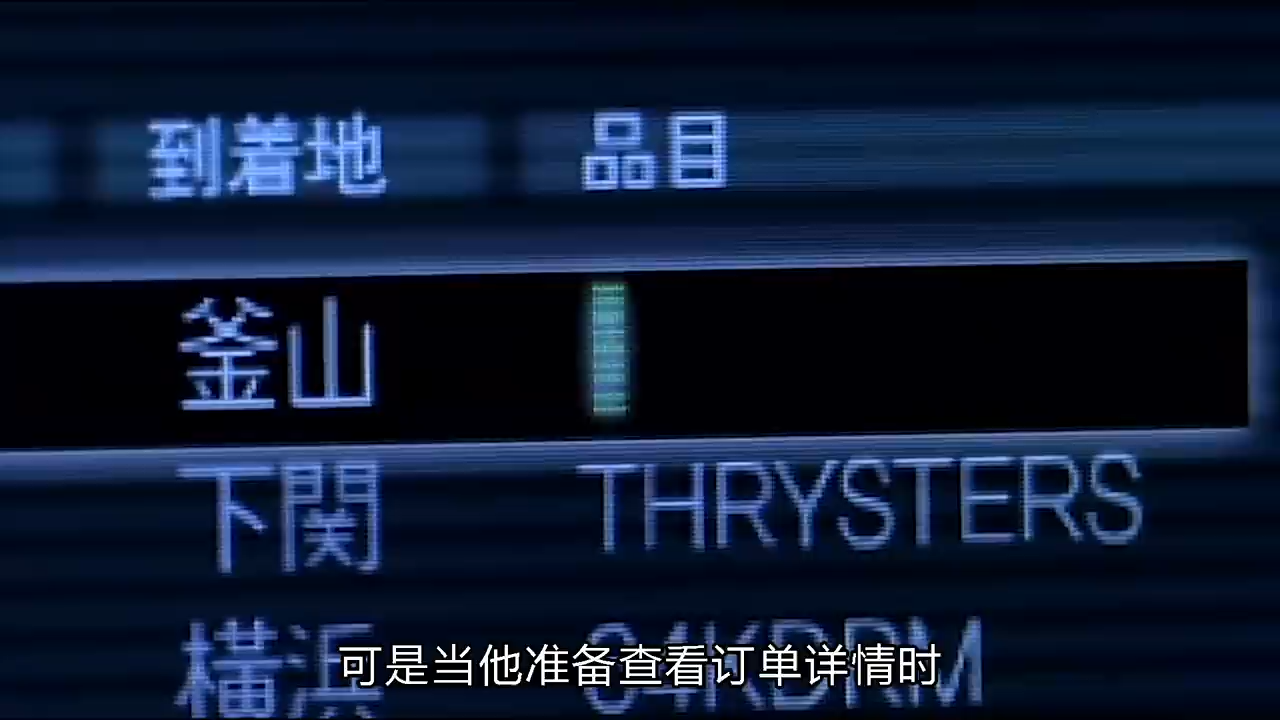 到着地 品目
釜山
下関 THRYSTERS
横浜 64KDRM
可是当他准备查看订单详情时